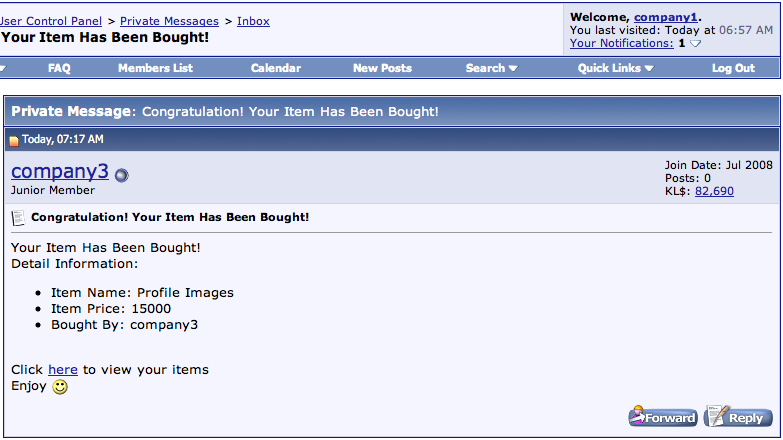 User Control Panel > Private Messages > Inbox
Your Item Has Been Bought!
Welcome, company1.
You last visited: Today at 06:57 AM
Your Notifications: 1
FAQ Members List Calendar New Posts Search Quick Links Log Out
Private Message: Congratulation! Your Item Has Been Bought!
Today, 07:17 AM
company3
Junior Member
Join Date: Jul 2008
Posts: 0
KL$: 82,690
Congratulation! Your Item Has Been Bought!
Your Item Has Been Bought!
Detail Information:
• Item Name: Profile Images
• Item Price: 15000
• Bought By: company3
Click here to view your items
Enjoy
Forward Reply